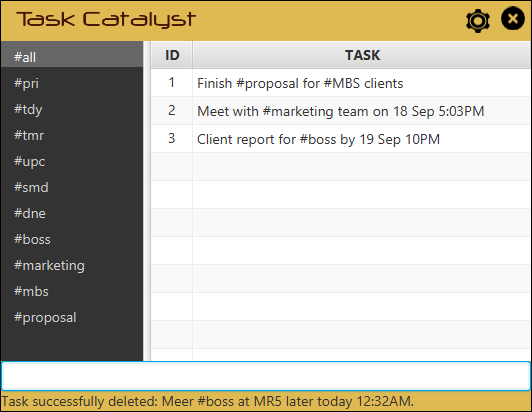 Task Catalyst
#all
#pri
#tdy
#tmr
#upc
#smd
#dne
#boss
#marketing
#mbs
#proposal
ID TASK
1 Finish #proposal for #MBS clients
2 Meet with #marketing team on 18 Sep 5:03PM
3 Client report for #boss by 19 Sep 10PM
Task successfully deleted: Meer #boss at MR5 later today 12:32AM.